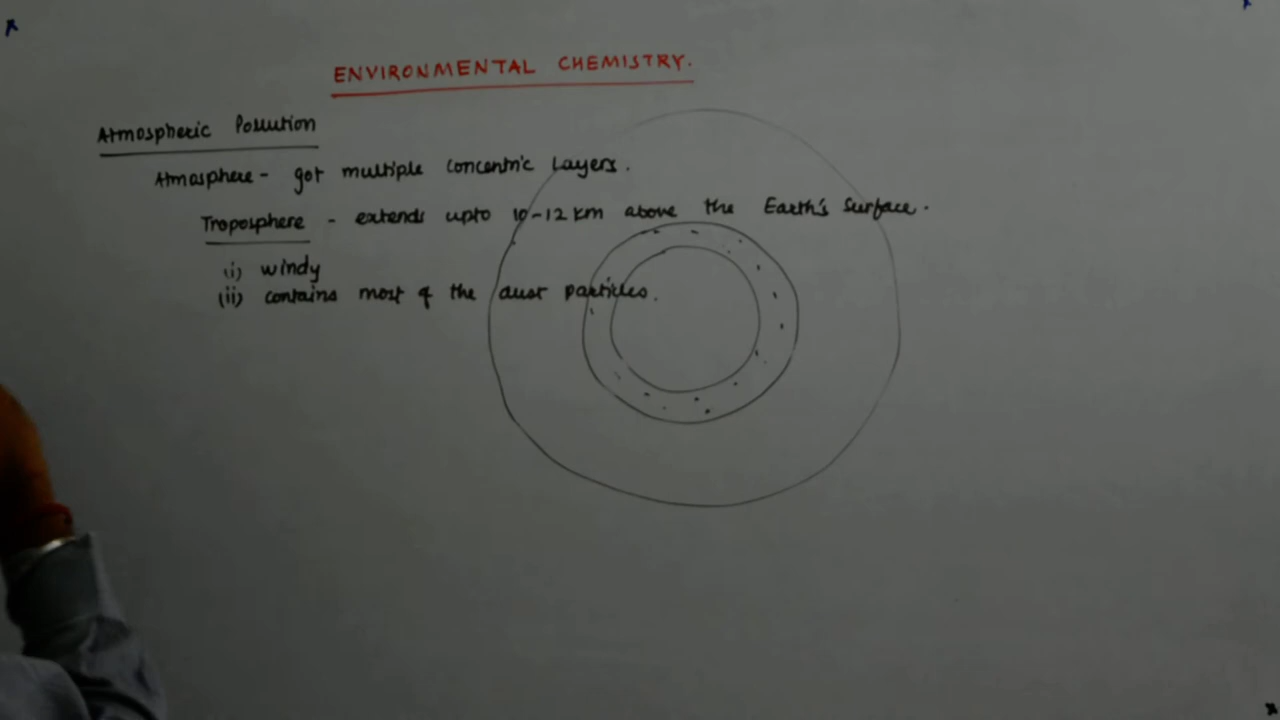 ENVIRONMENTAL CHEMISTRY.
Atmospheric Pollution
Atmosphere - got multiple concentric Layers.
Troposphere - extends upto 10-12 km above the Earth's Surface.
(i) windy
(ii) contains most of the dust particles.